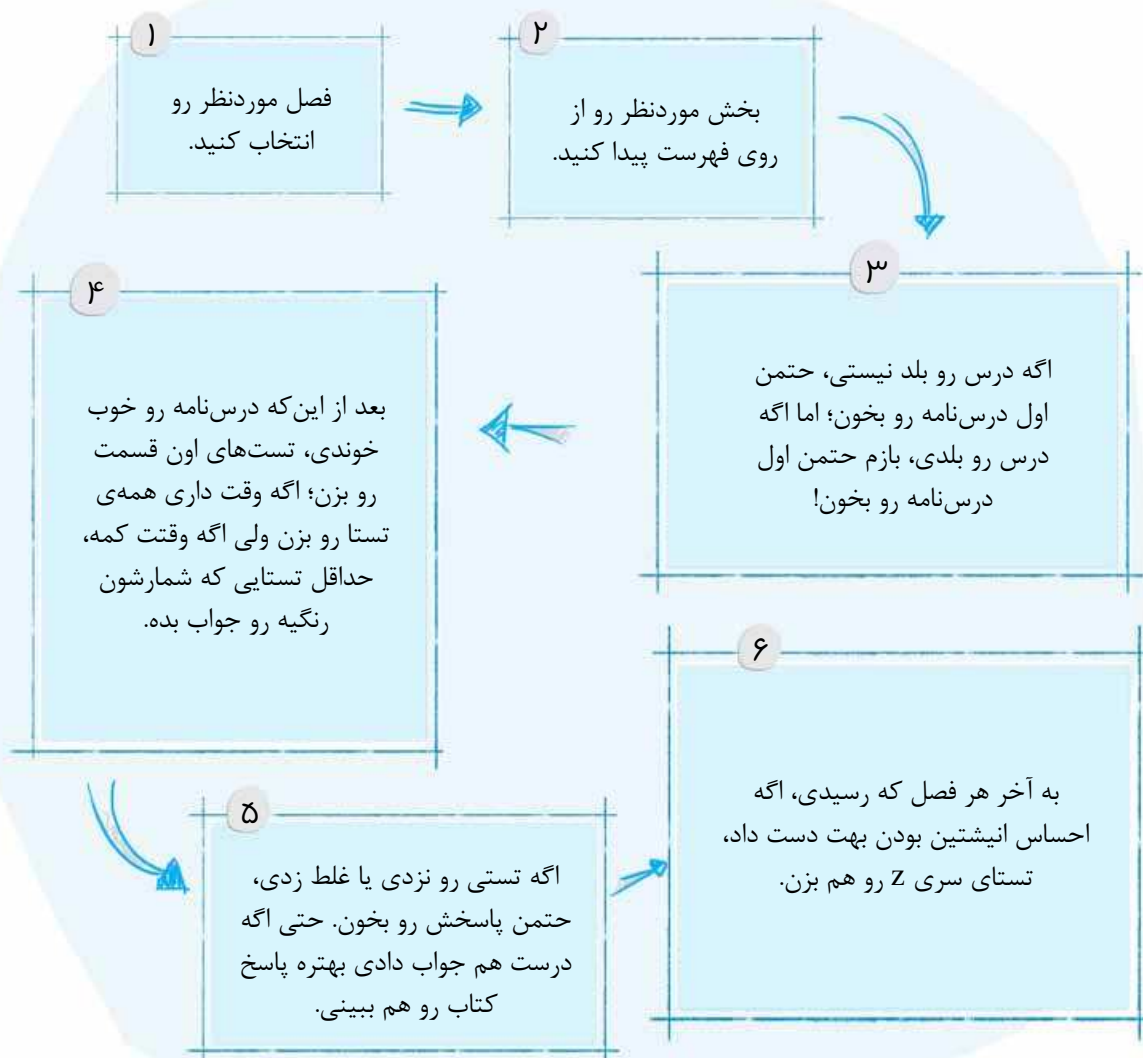 ۱
فصل موردنظر رو
انتخاب کنید.
۲
بخش موردنظر رو از
روی فهرست پیدا کنید.
۳
اگه درس رو بلد نیستی، حتمن
اول درس‌نامه رو بخون؛ اما اگه
درس رو بلدی، بازم حتمن اول
درس‌نامه رو بخون!
۴
بعد از این‌که درس‌نامه رو خوب
خوندی، تست‌های اون قسمت
رو بزن؛ اگه وقت داری همه‌ی
تستا رو بزن ولی اگه وقتت کمه،
حداقل تستایی که شمارشون
رنگیه رو جواب بده.
۵
اگه تستی رو نزدی یا غلط زدی،
حتمن پاسخش رو بخون. حتی اگه
درست هم جواب دادی بهتره پاسخ
کتاب رو هم ببینی.
۶
به آخر هر فصل که رسیدی، اگه
احساس انیشتین بودن بهت دست داد،
تستای سری Z رو هم بزن.